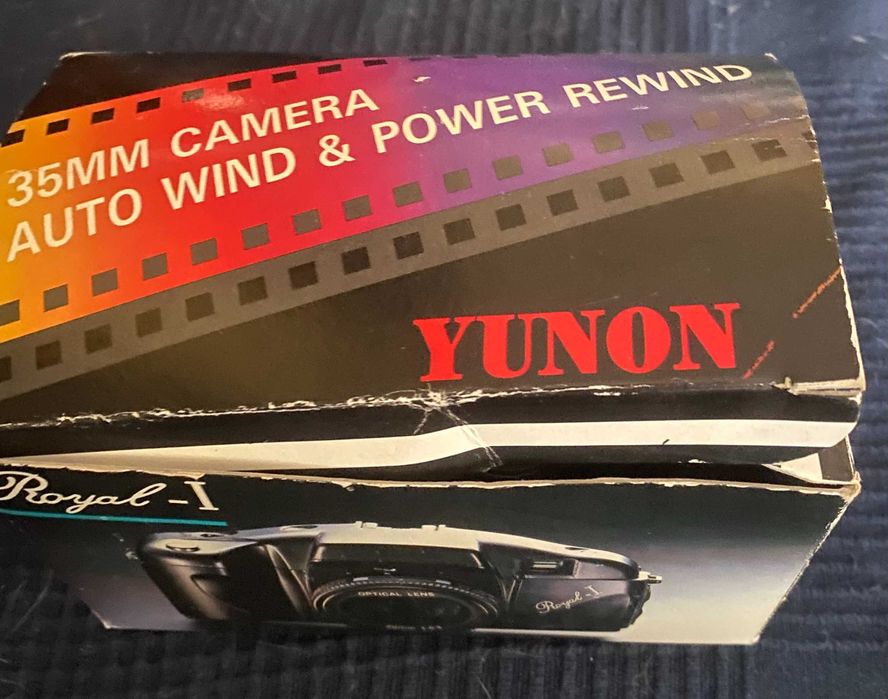 35MM CAMERA
AUTO WIND & POWER REWIND
YUNON
Royal-I
OPTICAL LENS
Royal-I